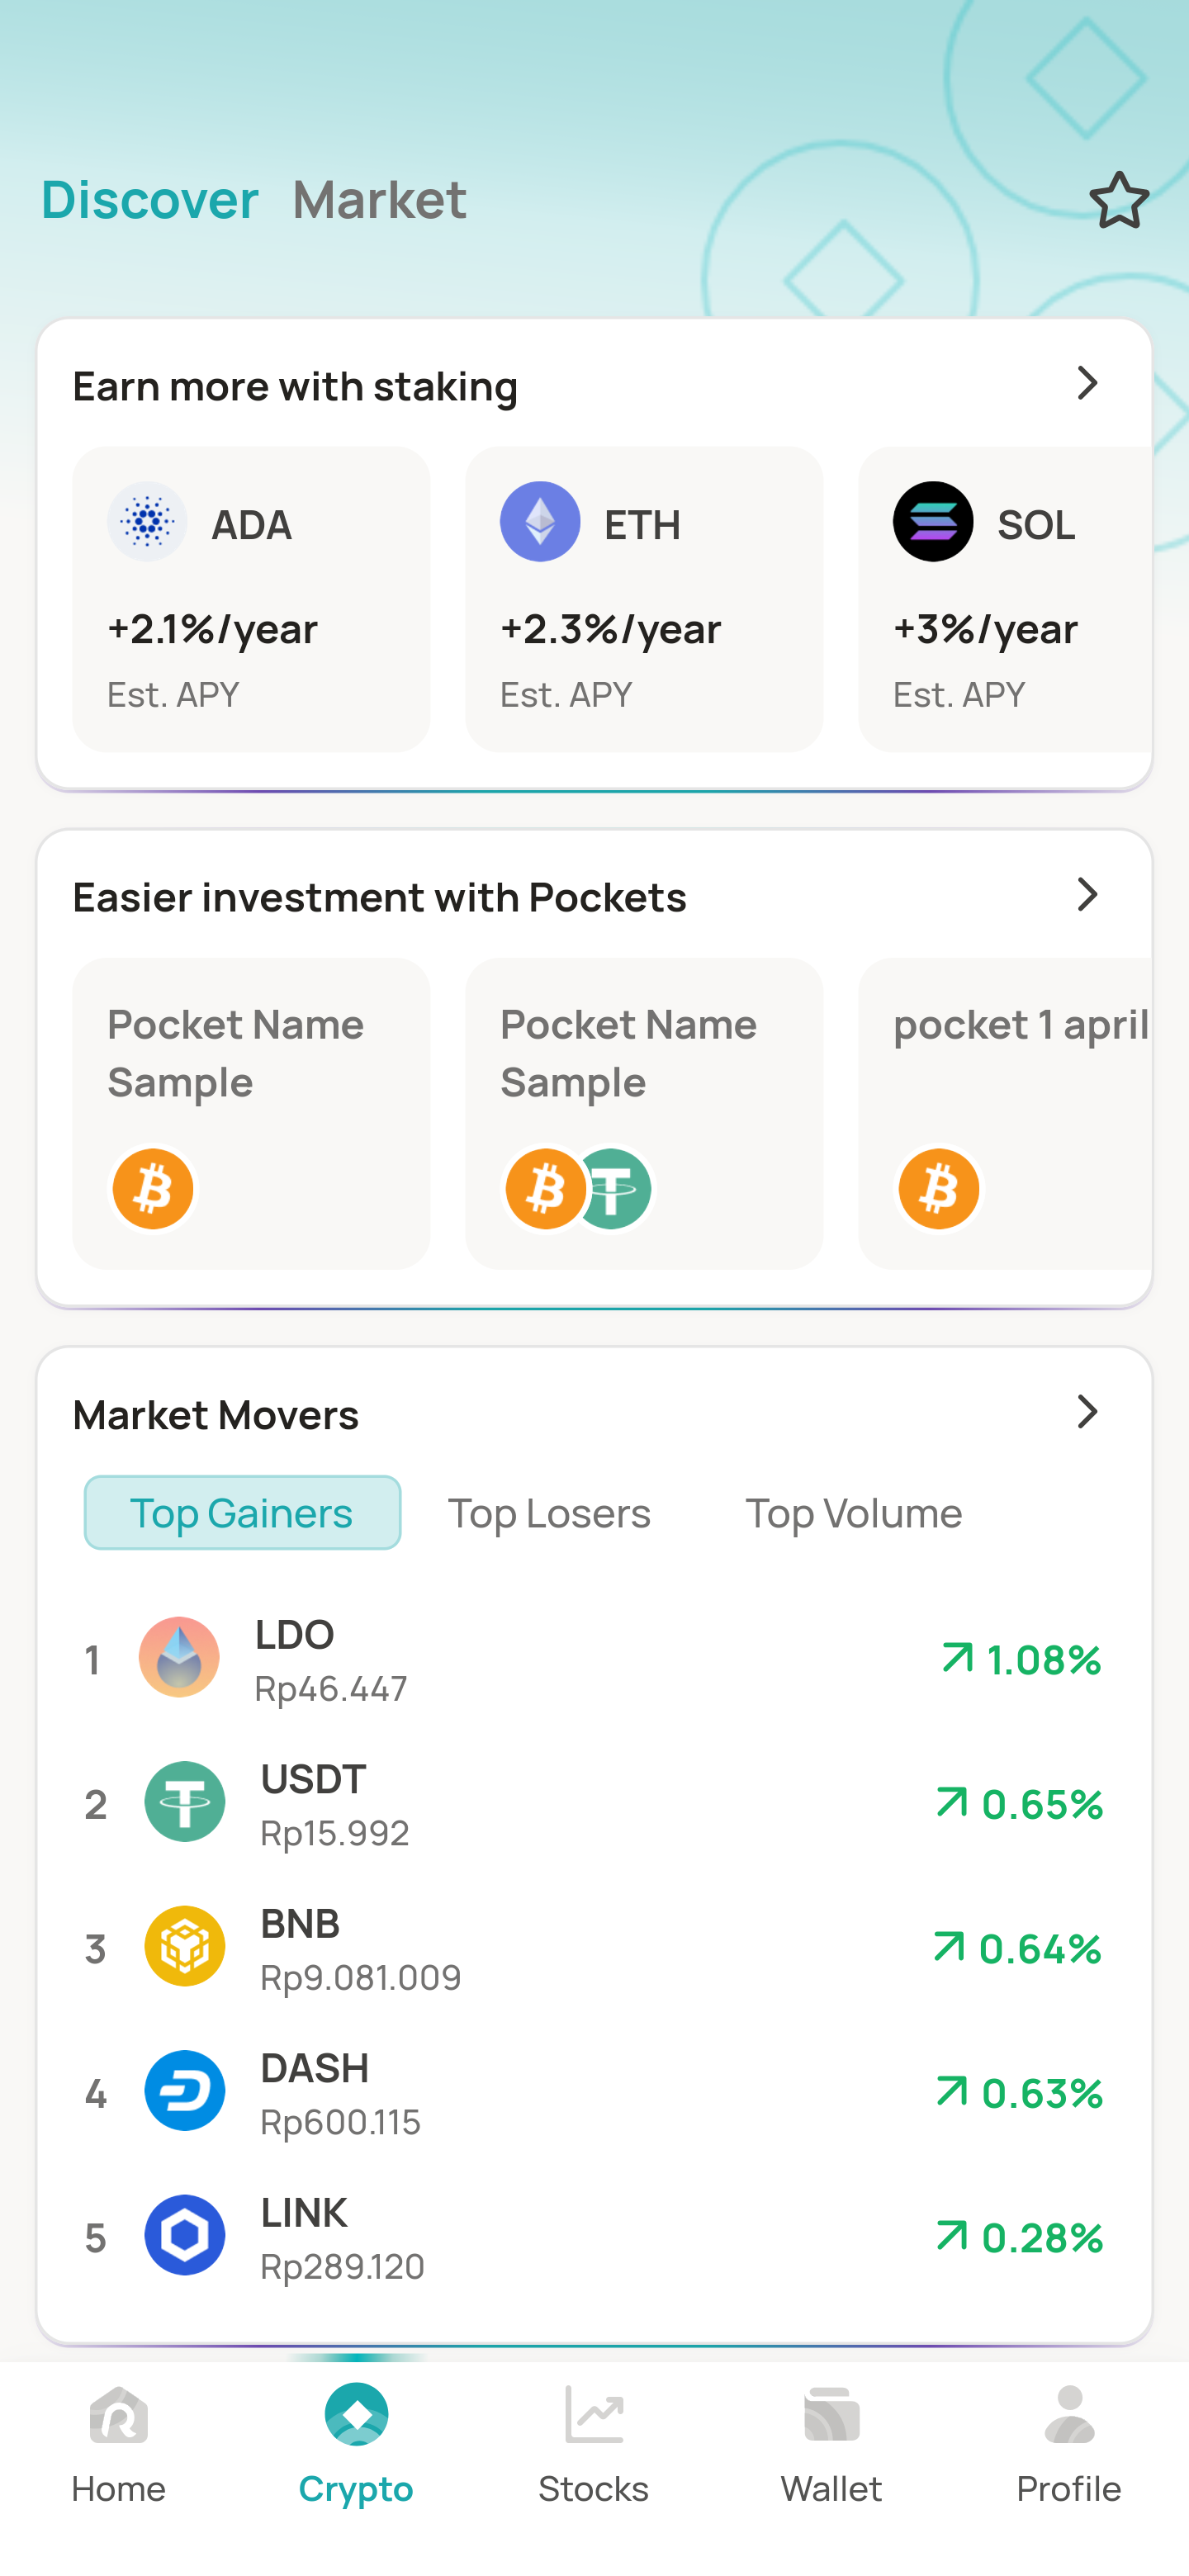 Discover Market
Earn more with staking
ADA ETH SOL
+2.1%/year +2.3%/year +3%/year
Est. APY Est. APY Est. APY
Easier investment with Pockets
Pocket Name Pocket Name pocket 1 april
Sample Sample
Market Movers
Top Gainers Top Losers Top Volume
LDO
1 1.08%
Rp46.447
USDT
2 0.65%
Rp15.992
BNB
3 0.64%
Rp9.081.009
DASH
4 0.63%
Rp600.115
LINK
5 0.28%
Rp289.120
Home Crypto Stocks Wallet Profile